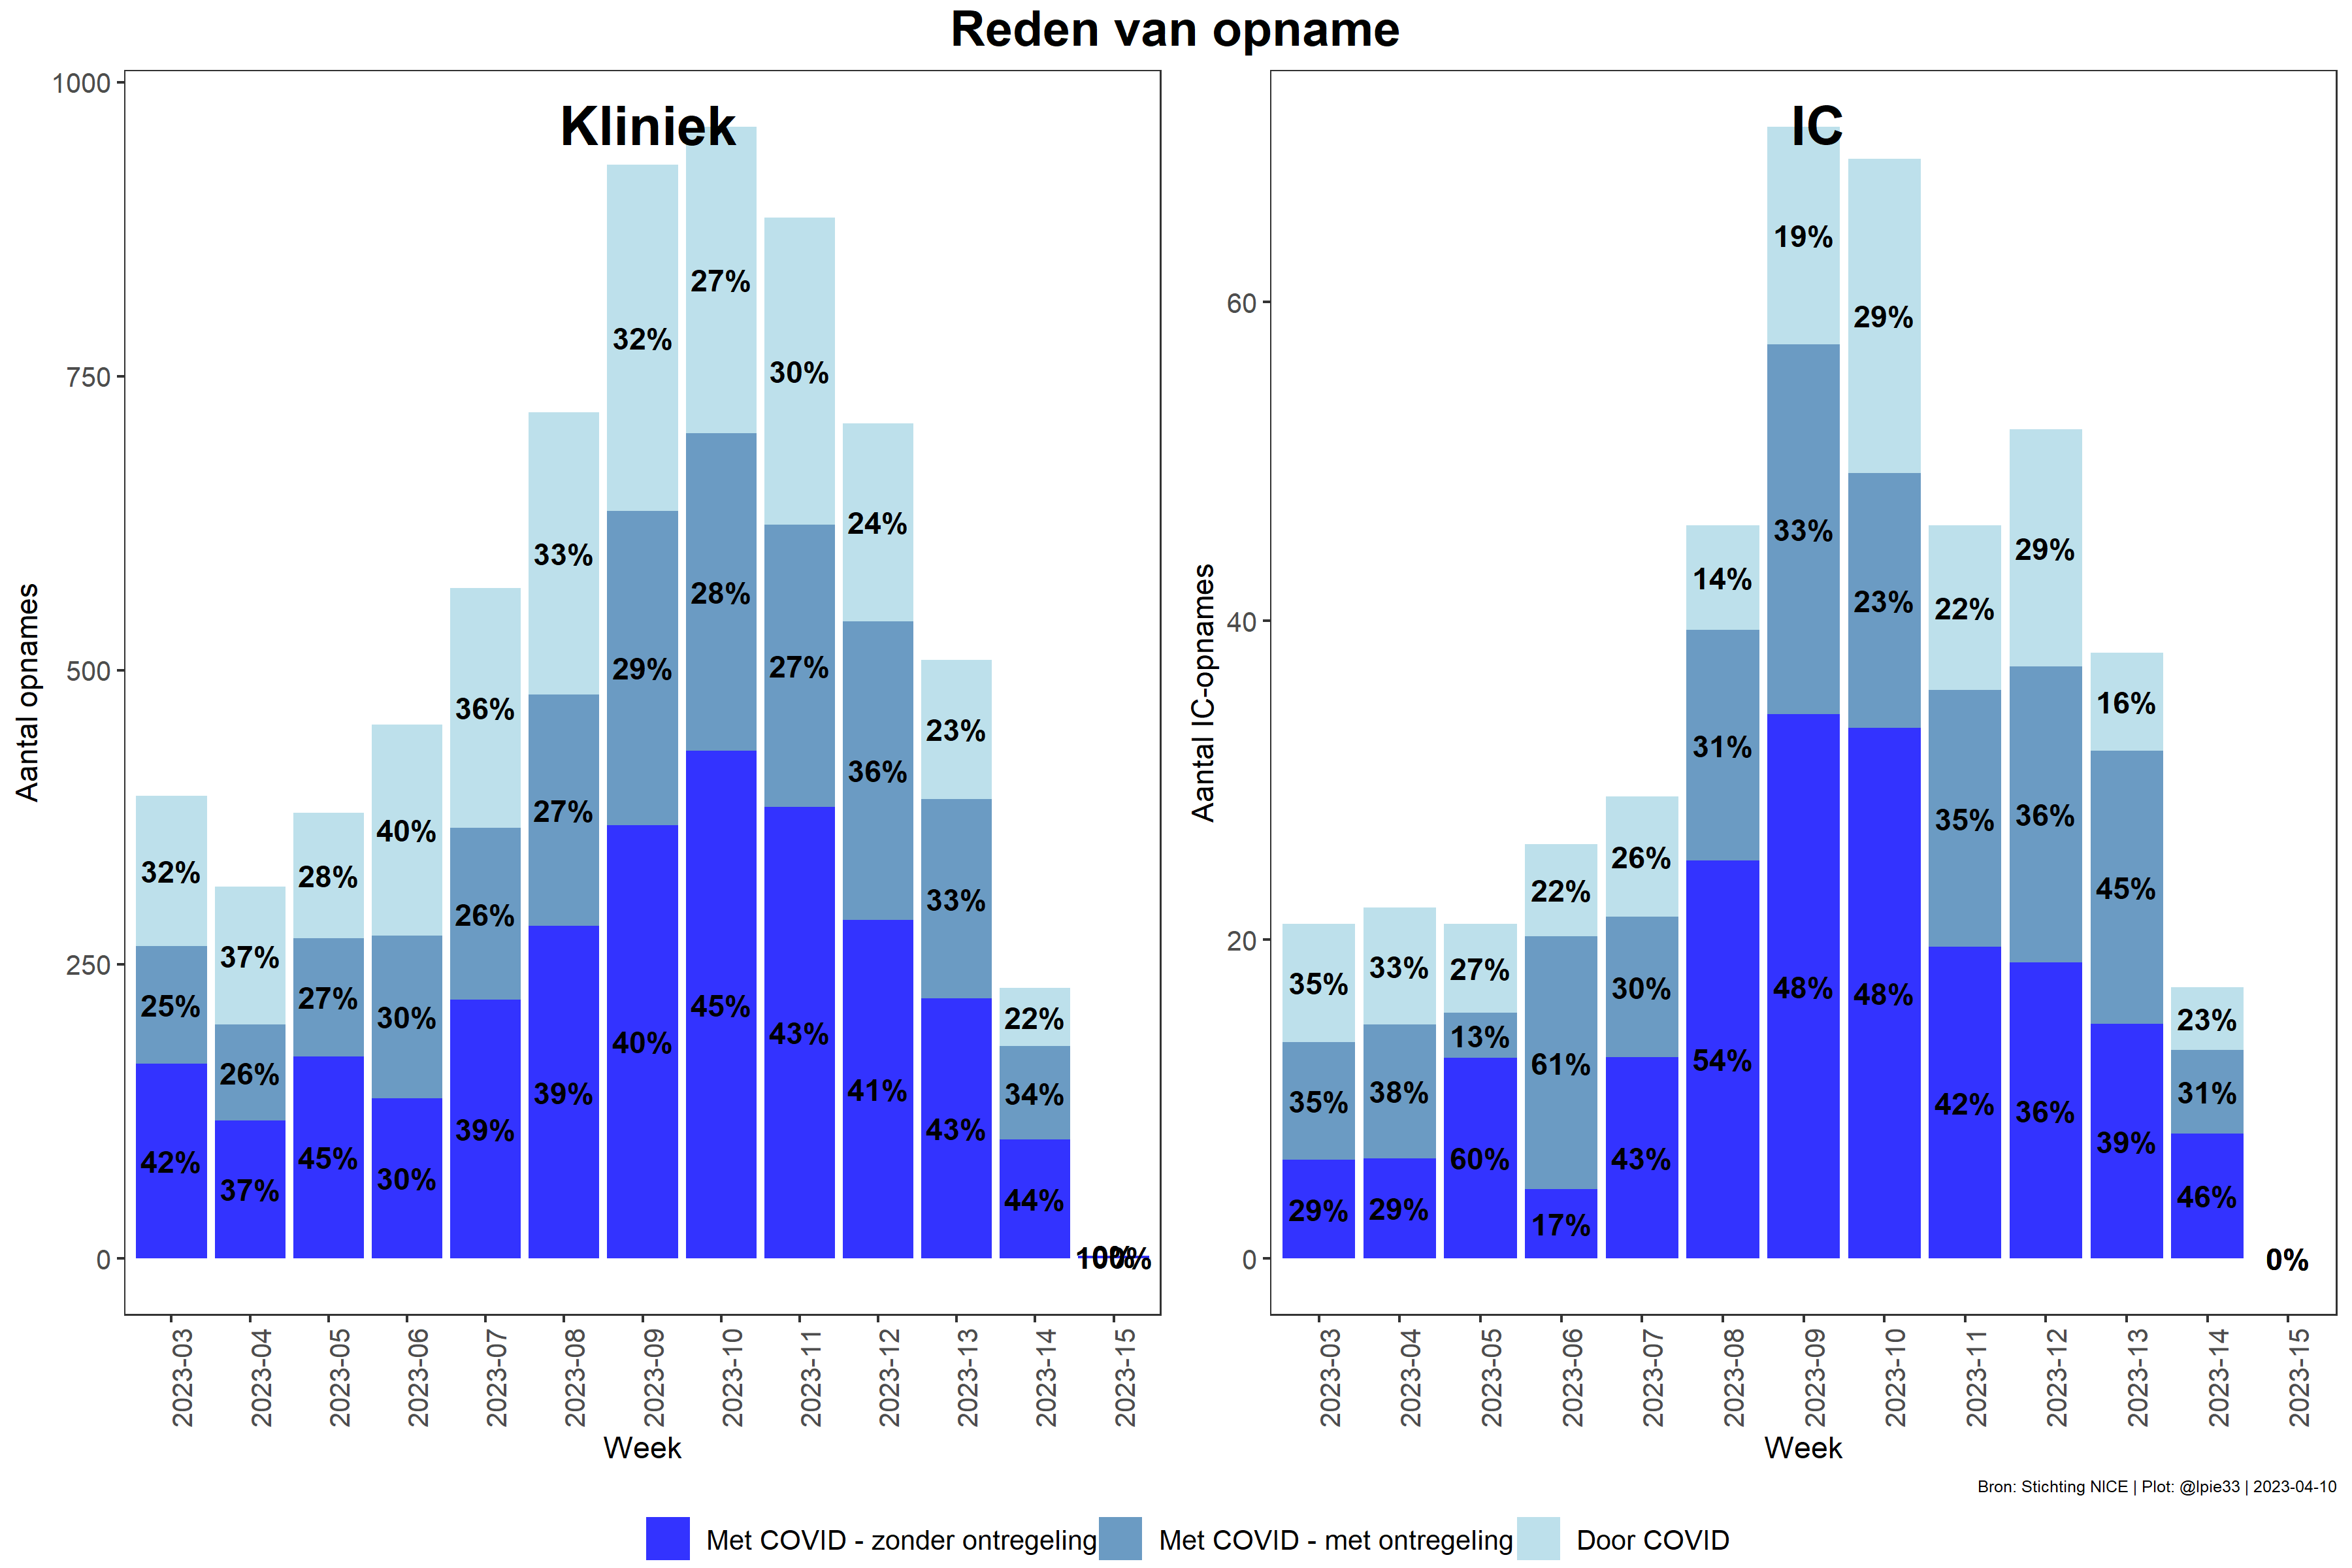 Reden van opname
Kliniek
Aantal opnames
1000
750
500
250
0
32% 37% 28% 40% 36% 33% 32% 27% 30% 24% 23% 22%
25% 26% 27% 30% 26% 27% 29% 28% 27% 36% 33% 34%
42% 37% 45% 30% 39% 39% 40% 45% 43% 41% 43% 44%
2023-03 2023-04 2023-05 2023-06 2023-07 2023-08 2023-09 2023-10 2023-11 2023-12 2023-13 2023-14 2023-15
Week
IC
Aantal IC-opnames
60
40
20
0
35% 33% 27% 22% 26% 14% 19% 29% 22% 29% 16% 23%
35% 38% 13% 61% 30% 31% 33% 23% 35% 36% 45% 31%
29% 29% 60% 17% 43% 54% 48% 48% 42% 36% 39% 46% 0%
2023-03 2023-04 2023-05 2023-06 2023-07 2023-08 2023-09 2023-10 2023-11 2023-12 2023-13 2023-14 2023-15
Week
Bron: Stichting NICE | Plot: @lpie33 | 2023-04-10
Met COVID - zonder ontregeling Met COVID - met ontregeling Door COVID